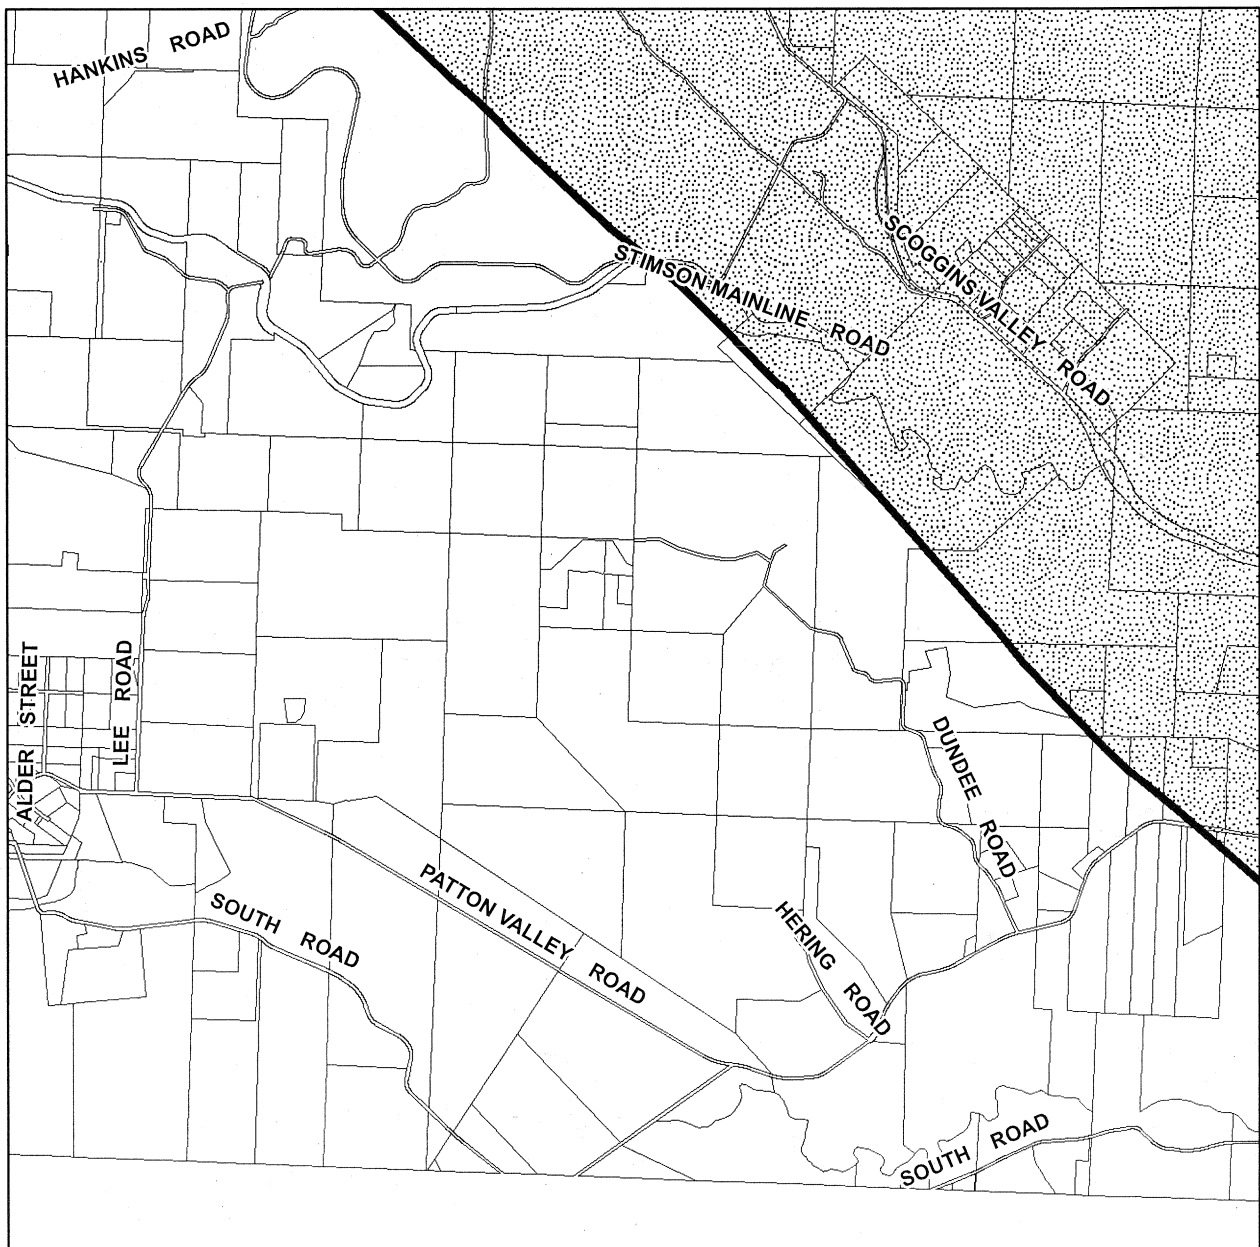 HANKINS ROAD
STIMSON MAINLINE ROAD
SCOGGINS VALLEY ROAD
ALDER STREET
LEE ROAD
DUNDEE ROAD
PATTON VALLEY ROAD
SOUTH ROAD
HERING ROAD
SOUTH ROAD